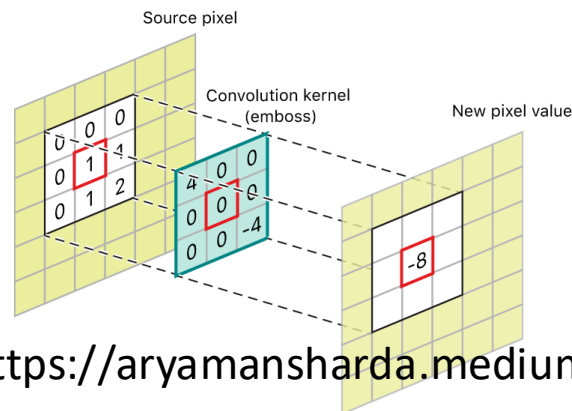 Source pixel
Convolution kernel
(emboss)
New pixel value
0 0 0
0 1 1
0 1 2
4 0 0
0 0 0
0 0 -4
-8
ttps://aryamansharda.medium